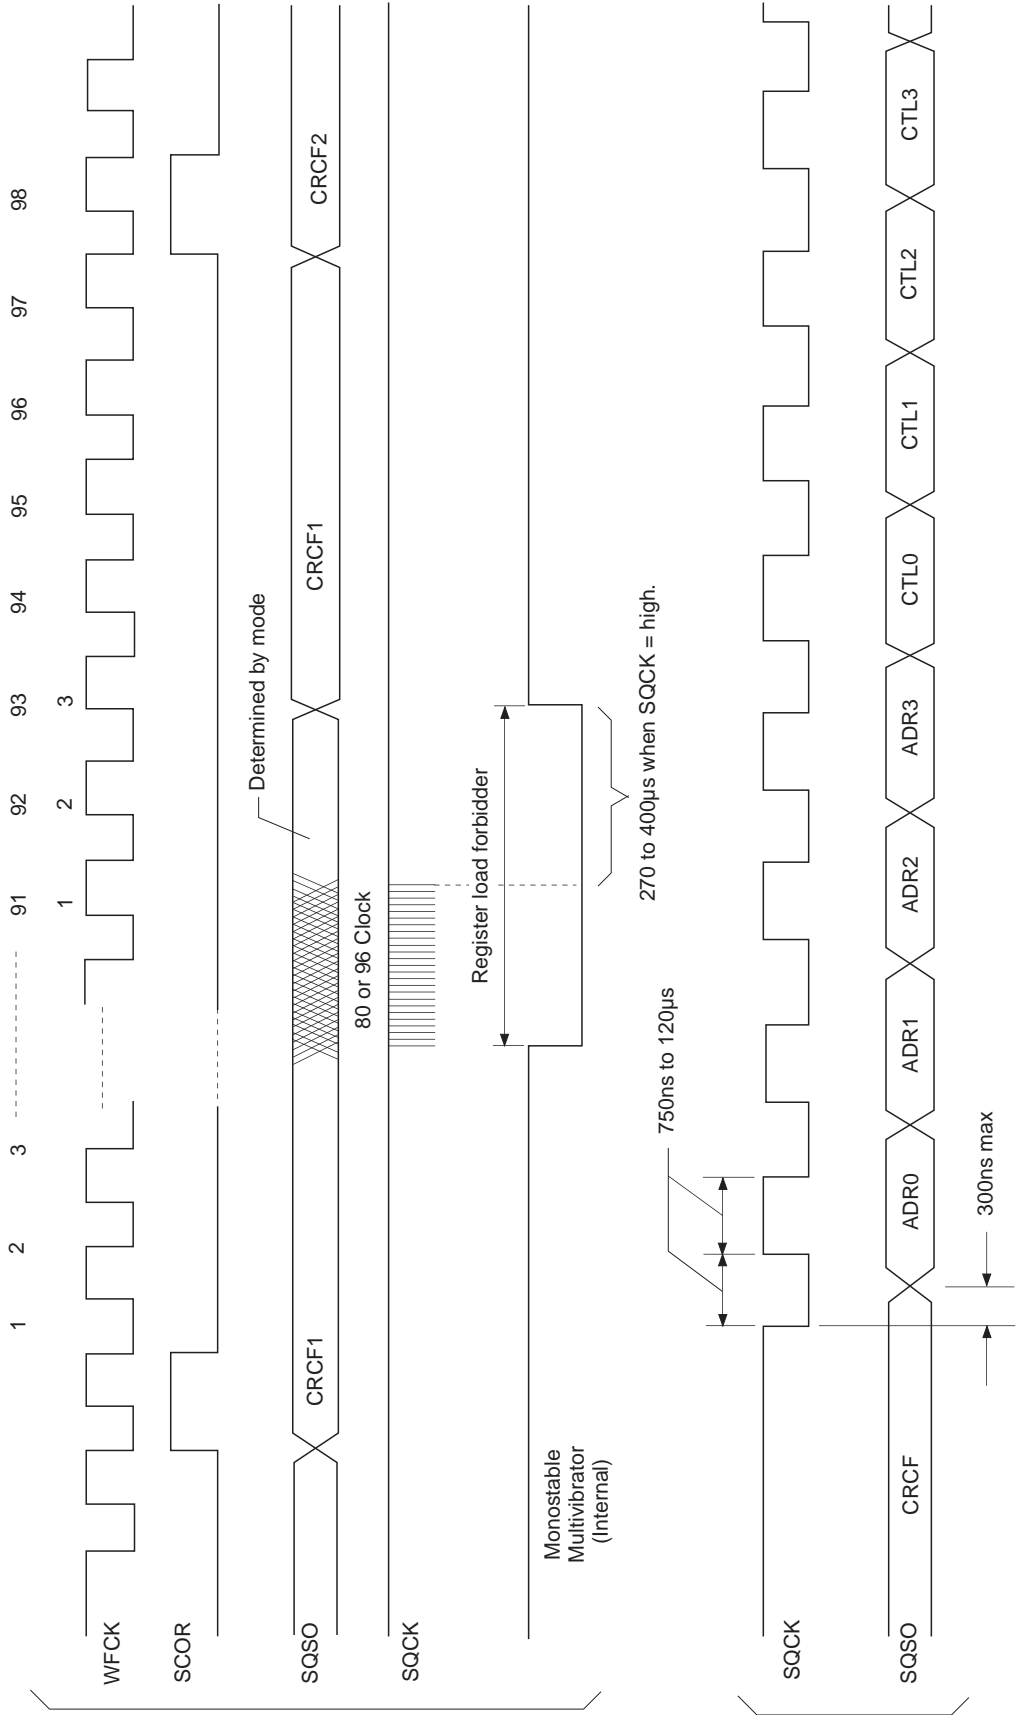 1 2 3 91 92 93 94 95 96 97 98
1 2 3
WFCK
SCOR
Determined by mode
SQSO CRCF1 CRCF1 CRCF2
80 or 96 Clock
SQCK
Register load forbidder
Monostable
Multivibrator
(Internal)
270 to 400µs when SQCK = high.
750ns to 120µs
SQCK
SQSO CRCF ADR0 ADR1 ADR2 ADR3 CTL0 CTL1 CTL2 CTL3
300ns max